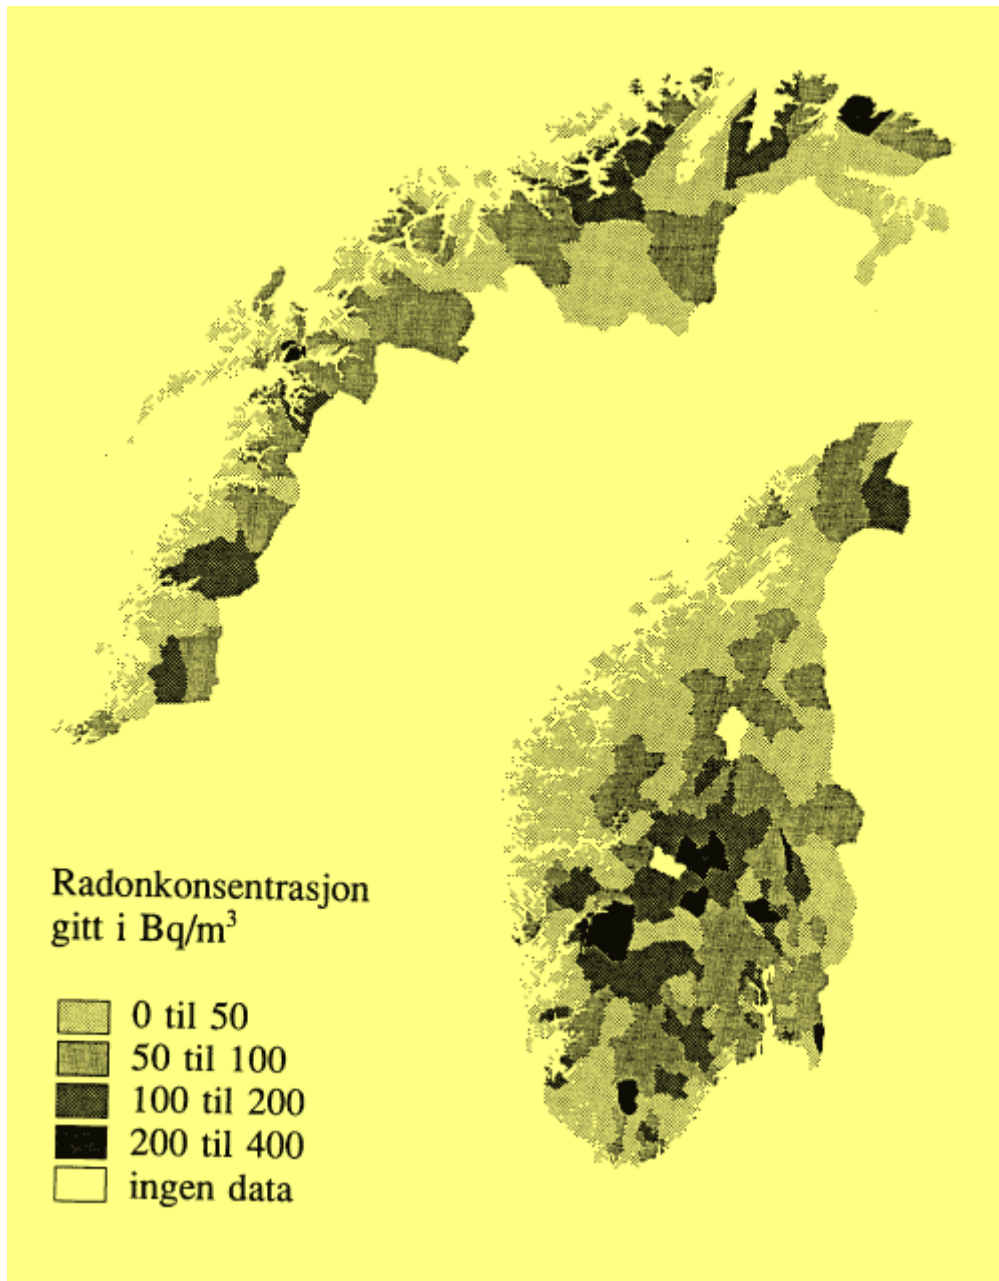 Radonkonsentrasjon
gitt i Bq/m³
0 til 50
50 til 100
100 til 200
200 til 400
ingen data